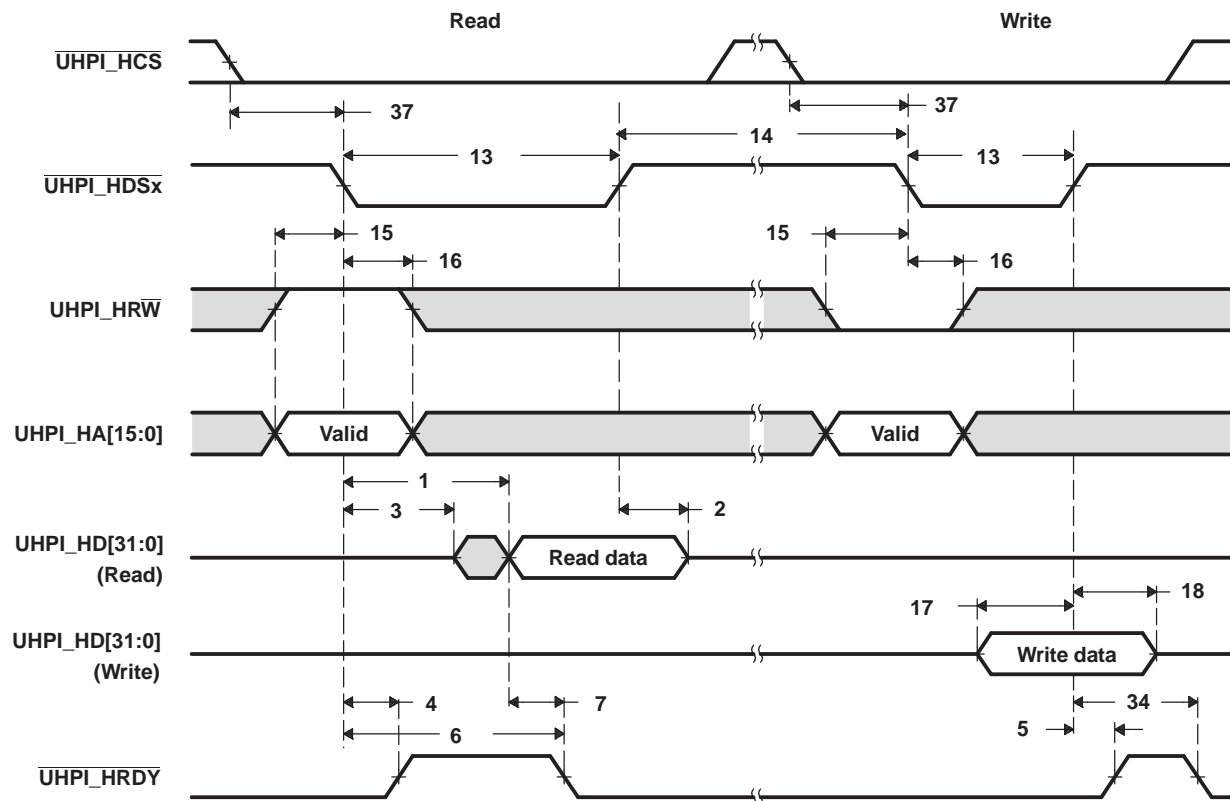 Read Write
UHPI_HCS
37 37
14
13 13
UHPI_HDSx
15 15
16 16
UHPI_HRW
UHPI_HA[15:0] Valid Valid
1
3 2
UHPI_HD[31:0]
(Read)
Read data
17 18
UHPI_HD[31:0]
(Write)
Write data
4 7 34
6 5
UHPI_HRDY